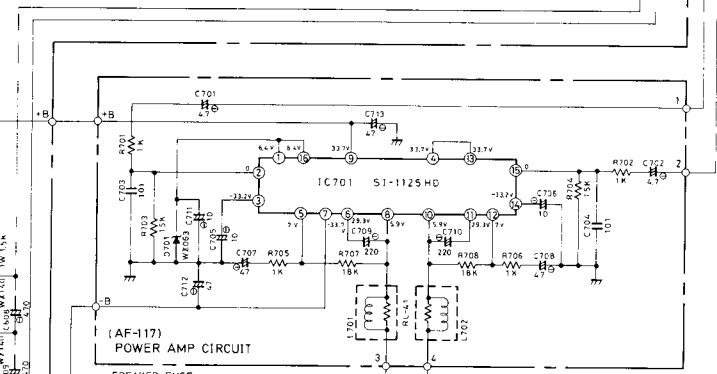 C701
4.7
1
+B
+B
C713
47
R701
1K
6.4V
6.4V
33.7V
33.7V
33.7V
1
16
9
4
13
0
2
IC701 SI-1125HD
15
0
R702
1K
C702
4.7
2
C703
101
-33.2V
3
14
-33.2V
C706
10
R704
15K
C704
101
R703
15K
D701
WZ063
C711
10
C705
10
5
7
6
8
10
11
12
7V
-33.7
V
29.3V
5.9V
5.9V
29.3V
7V
C709
220
C710
220
C707
47
R705
1K
R707
18K
R708
18K
R706
1K
C708
47
C712
47
-B
L701
RL-41
L702
(AF-117)
POWER AMP CIRCUIT
3
4
C608
470